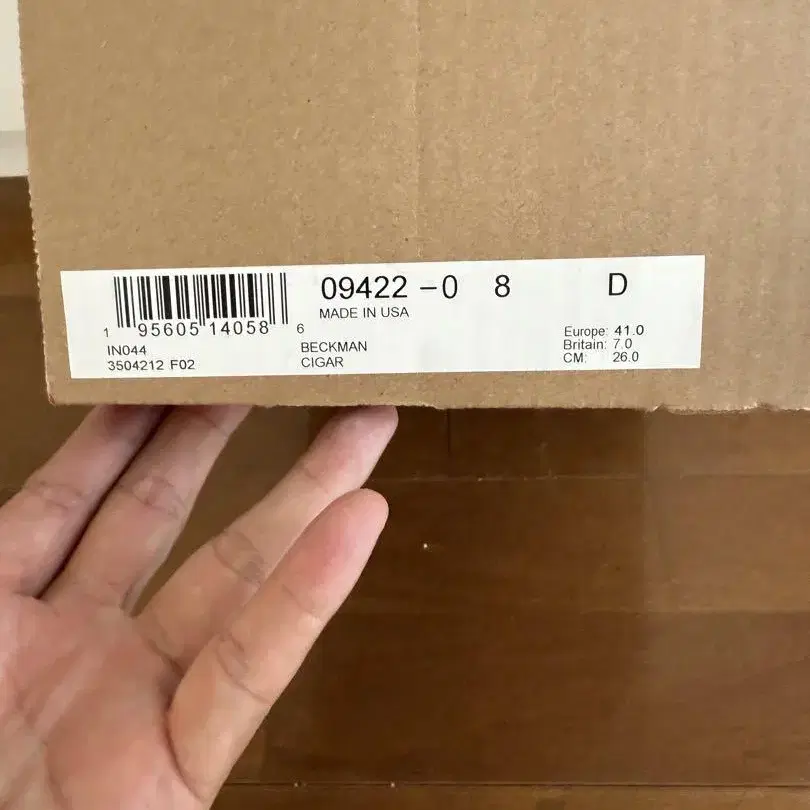 09422 -0 8 D
MADE IN USA
1 95605 14058 6
IN044
3504212 F02
BECKMAN
CIGAR
Europe: 41.0
Britain: 7.0
CM: 26.0